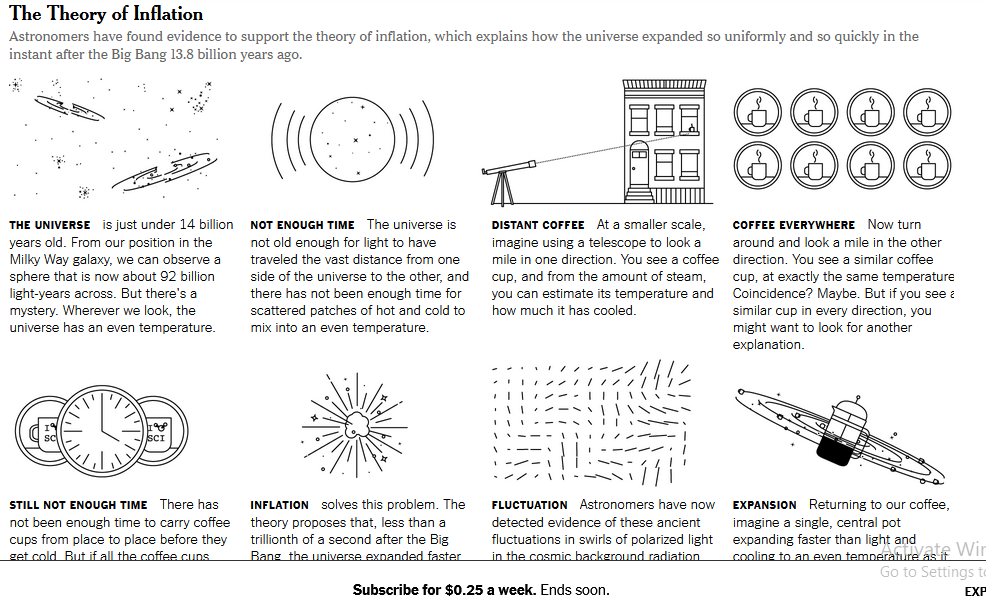 The Theory of Inflation
Astronomers have found evidence to support the theory of inflation, which explains how the universe expanded so uniformly and so quickly in the
instant after the Big Bang 13.8 billion years ago.
THE UNIVERSE is just under 14 billion
years old. From our position in the
Milky Way galaxy, we can observe a
sphere that is now about 92 billion
light-years across. But there's a
mystery. Wherever we look, the
universe has an even temperature.
NOT ENOUGH TIME The universe is
not old enough for light to have
traveled the vast distance from one
side of the universe to the other, and
there has not been enough time for
scattered patches of hot and cold to
mix into an even temperature.
DISTANT COFFEE At a smaller scale,
imagine using a telescope to look a
mile in one direction. You see a coffee
cup, and from the amount of steam,
you can estimate its temperature and
how much it has cooled.
COFFEE EVERYWHERE Now turn
around and look a mile in the other
direction. You see a similar coffee
cup, at exactly the same temperature
Coincidence? Maybe. But if you see a
similar cup in every direction, you
might want to look for another
explanation.
I
SC
I
SCI
STILL NOT ENOUGH TIME There has
not been enough time to carry coffee
cups from place to place before they
get cold. But if all the coffee cups
INFLATION solves this problem. The
theory proposes that, less than a
trillionth of a second after the Big
Bang, the universe expanded faster
FLUCTUATION Astronomers have now
detected evidence of these ancient
fluctuations in swirls of polarized light
in the cosmic background radiation
EXPANSION Returning to our coffee,
imagine a single, central pot
expanding faster than light and
cooling to an even temperature as it
Activate Win
Go to Settings to
Subscribe for $0.25 a week. Ends soon.
EXP